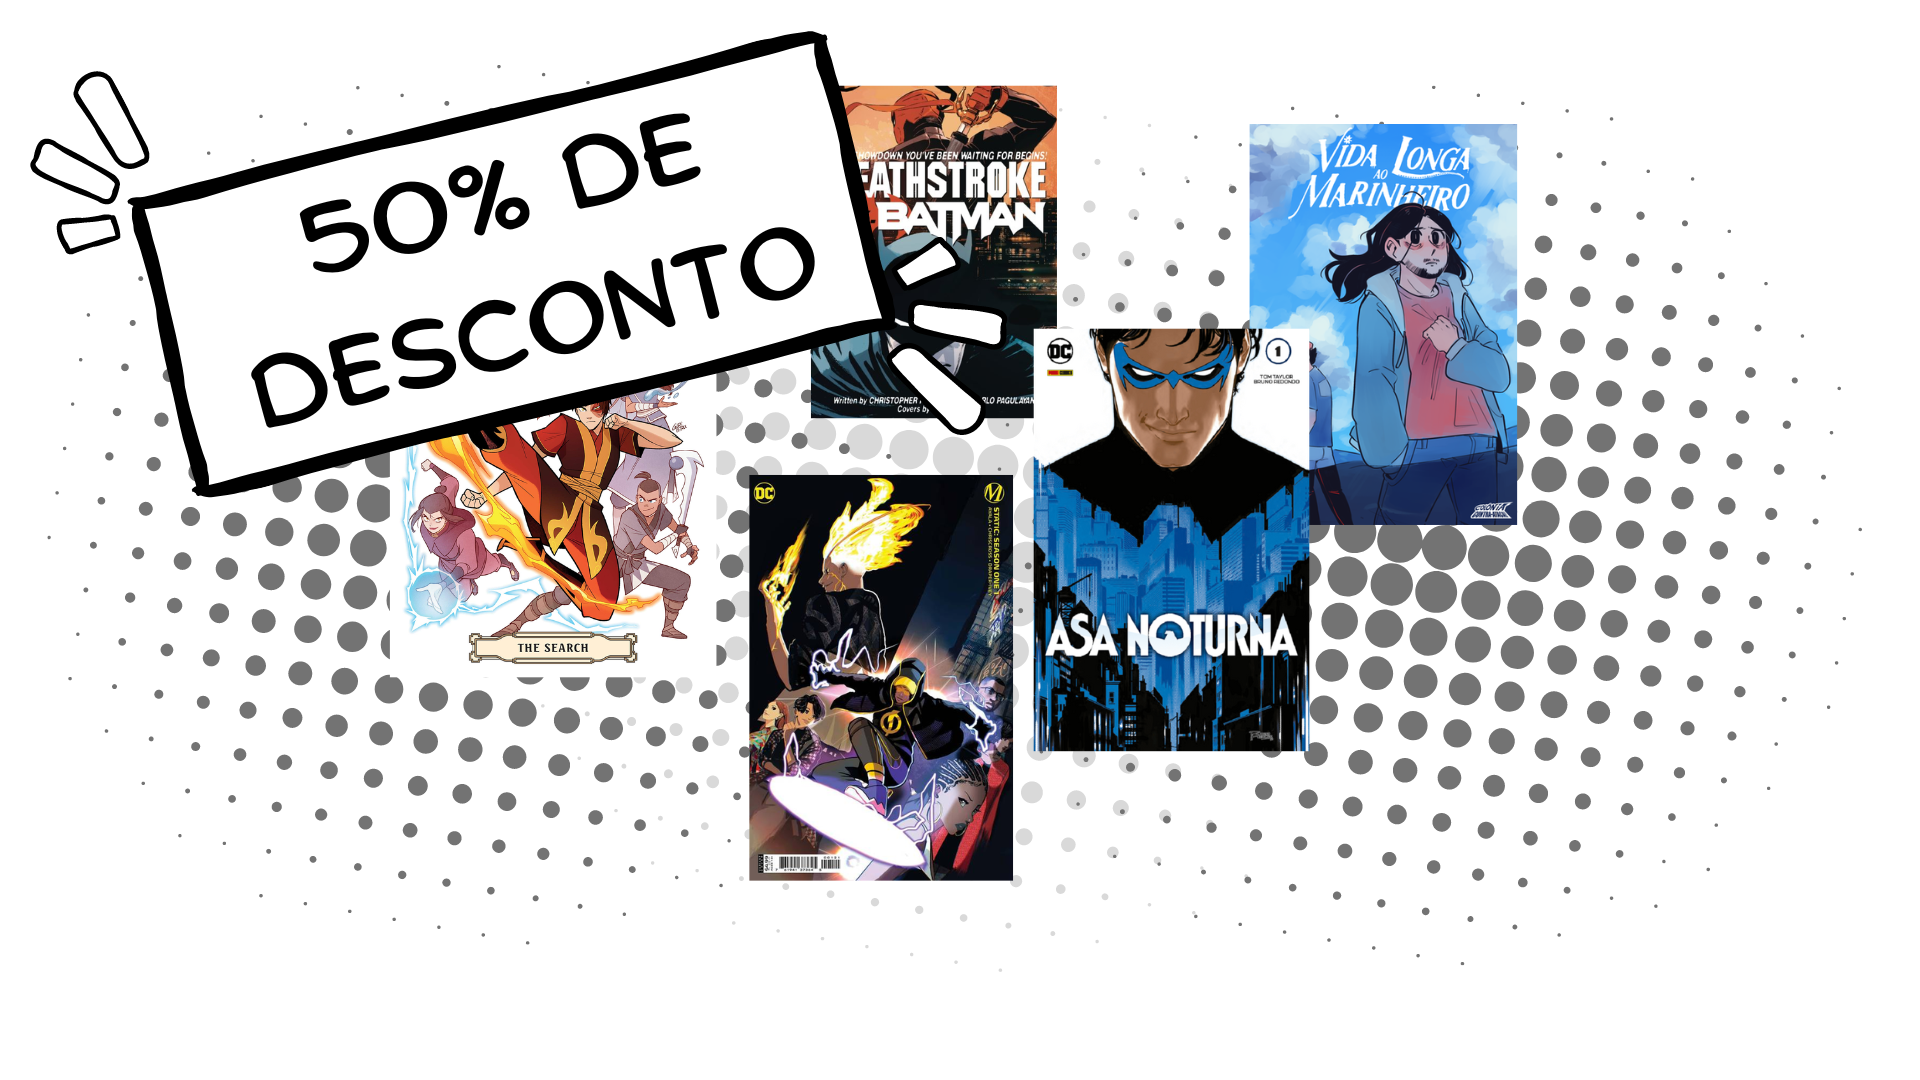 50% DE
DESCONTO
SHOWDOWN YOU'VE BEEN WAITING FOR BEGINS!
EATHSTROKE
BATMAN
Written by CHRISTOPHER
RLO PAGULAYAN
Covers by
VIDA LONGA
AO
MARINHEIRO
DC
1
TOM TAYLOR
BRUNO REDONDO
ASA NOTURNA
THE SEARCH
DC
M
STATIC: SEASON ONE